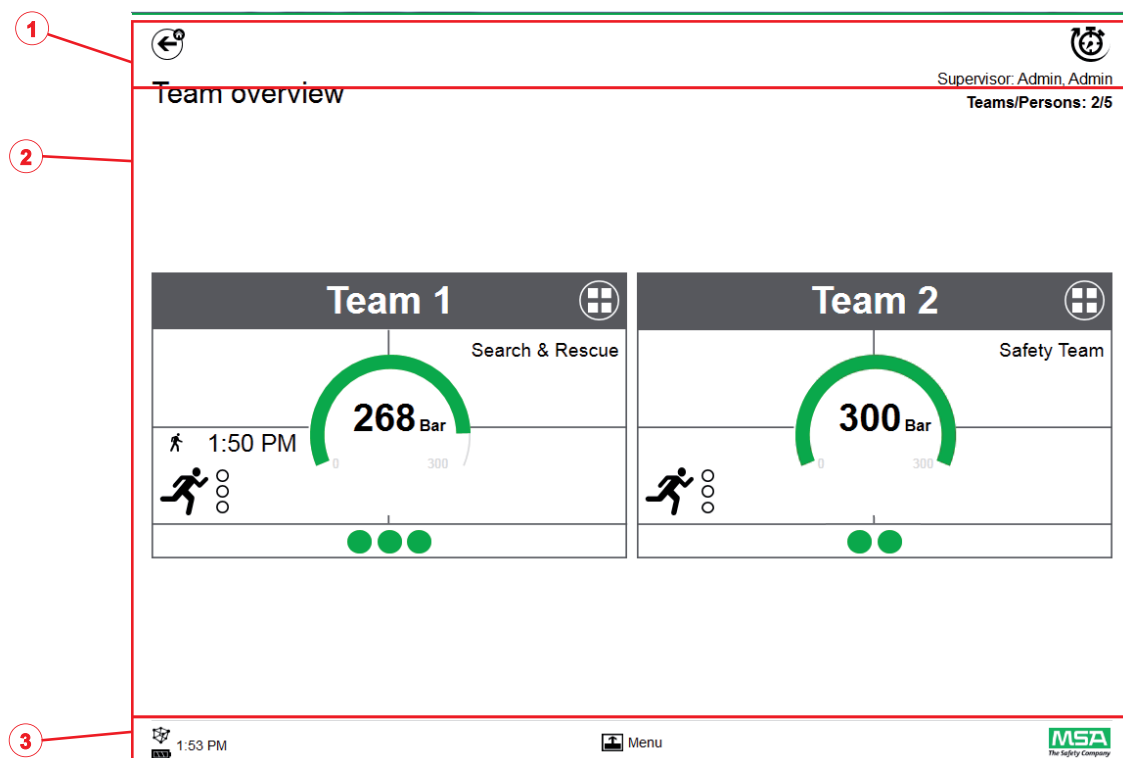 1
Supervisor: Admin, Admin
Team overview
Teams/Persons: 2/5
2
Team 1
Search & Rescue
268 Bar
0
300
1:50 PM
Team 2
Safety Team
300 Bar
0
300
3
1:53 PM
Menu
MSA
The Safety Company